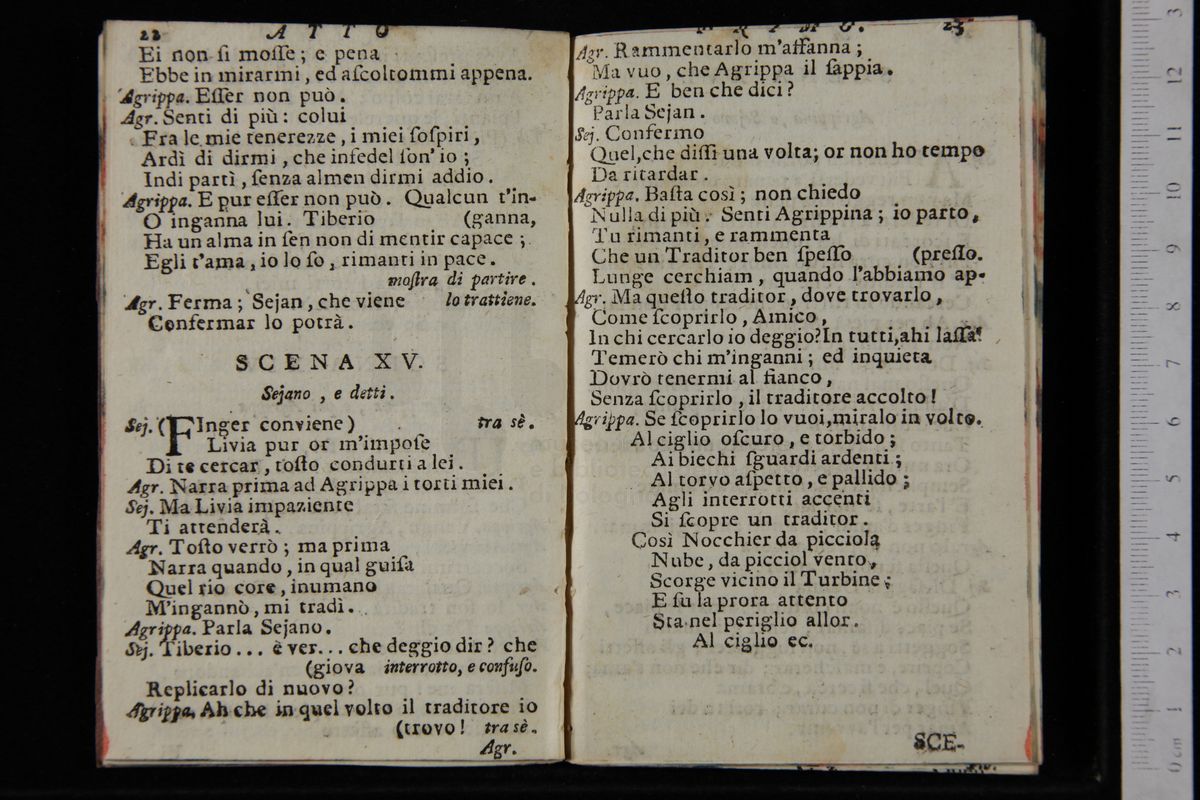 22 ATTO
Ei non ſi moſſe; e pena
Ebbe in mirarmi, ed aſcoltommi appena.
Agrippa. Eſſer non può.
Agr. Senti di più: colui
Fra le mie tenerezze, i miei ſoſpiri,
Ardì di dirmi, che infedel ſon' io;
Indi partì, ſenza almen dirmi addio.
Agrippa. E pur eſſer non può. Qualcun t'in-
O inganna lui. Tiberio (ganna,
Ha un alma in ſen non di mentir capace;
Egli t'ama, io lo ſo, rimanti in pace.
moſtra di partire.
Agr. Ferma; Sejan, che viene lo trattiene.
Confermar lo potrà.
SCENA XV.
Sejano, e detti.
Sej. (FInger conviene) tra sè.
Livia pur or m'impoſe
Di te cercar, toſto condurti a lei.
Agr. Narra prima ad Agrippa i torti miei.
Sej. Ma Livia impaziente
Ti attenderà.
Agr. Toſto verrò; ma prima
Narra quando, in qual guiſa
Quel rio core, inumano
M'ingannò, mi tradì.
Agrippa. Parla Sejano.
Sej. Tiberio... è ver... che deggio dir? che
(giova interrotto, e confuſo.
Replicarlo di nuovo?
Agrippa. Ah che in quel volto il traditore io
(trovo! tra sè.
Agr.
PRIMO. 23
Agr. Rammentarlo m'affanna;
Ma vuo, che Agrippa il ſappia.
Agrippa. E ben che dici?
Parla Sejan.
Sej. Confermo
Quel, che diſſi una volta; or non ho tempo
Da ritardar.
Agrippa. Baſta così; non chiedo
Nulla di più. Senti Agrippina; io parto,
Tu rimanti, e rammenta
Che un Traditor ben ſpeſſo (preſſo.
Lunge cerchiam, quando l'abbiamo ap-
Agr. Ma queſto traditor, dove trovarlo,
Come ſcoprirlo, Amico,
In chi cercarlo io deggio? In tutti, ahi laſſa!
Temerò chi m'inganni; ed inquieta
Dovrò tenermi al fianco,
Senza ſcoprirlo, il traditore accolto!
Agrippa. Se ſcoprirlo lo vuoi, miralo in volto.
Al ciglio oſcuro, e torbido;
Ai biechi ſguardi ardenti;
Al torvo aſpetto, e pallido;
Agli interrotti accenti
Si ſcopre un traditor.
Così Nocchier da picciola
Nube, da picciol vento,
Scorge vicino il Turbine;
E ſu la prora attento
Sta nel periglio allor.
Al ciglio ec.
SCE-